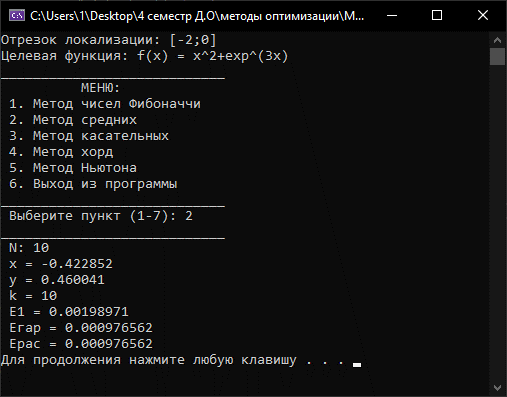 C:\Users\1\Desktop\4 семестр Д.О\методы оптимизации\М...
Отрезок локализации: [-2;0]
Целевая функция: f(x) = x^2+exp^(3x)
МЕНЮ:
1. Метод чисел Фибоначчи
2. Метод средних
3. Метод касательных
4. Метод хорд
5. Метод Ньютона
6. Выход из программы
Выберите пункт (1-7): 2
N: 10
x = -0.422852
y = 0.460041
k = 10
E1 = 0.00198971
Eгар = 0.000976562
Eрас = 0.000976562
Для продолжения нажмите любую клавишу . . .